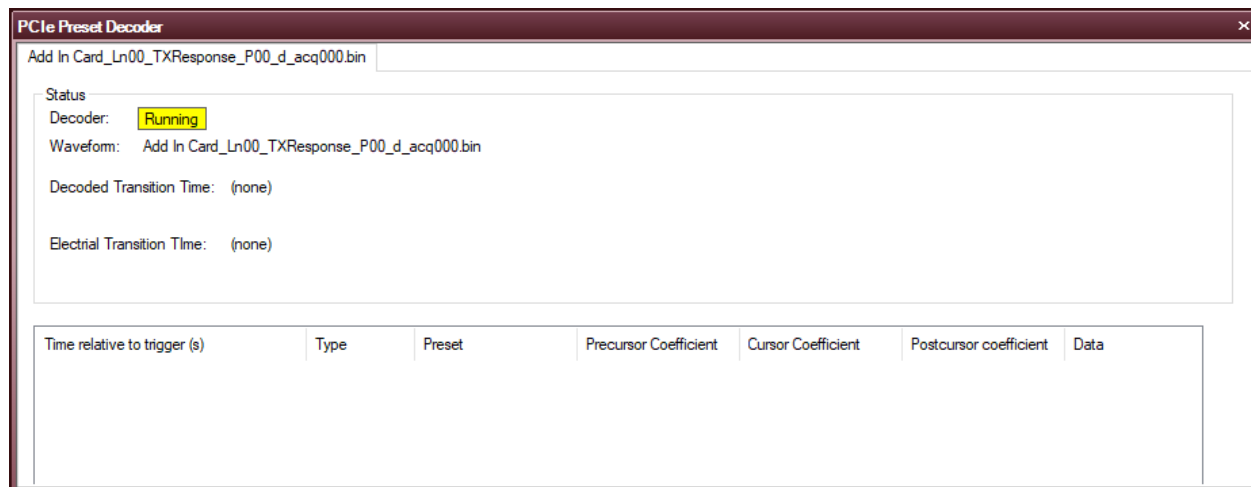 PCIe Preset Decoder
Add In Card_Ln00_TXResponse_P00_d_acq000.bin
Status
Decoder: Running
Waveform: Add In Card_Ln00_TXResponse_P00_d_acq000.bin
Decoded Transition Time: (none)
Electrial Transition TIme: (none)
Time relative to trigger (s) Type Preset Precursor Coefficient Cursor Coefficient Postcursor coefficient Data